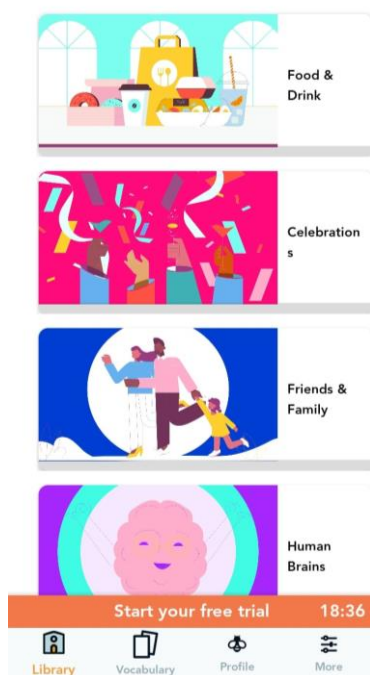 Food &
Drink
Celebration
s
Friends &
Family
Human
Brains
Start your free trial 18:36
Library Vocabulary Profile More